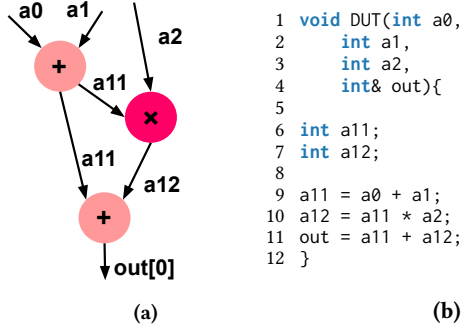 a0 a1
a2
+
a11
×
a11
a12
+
out[0]
(a)
1 void DUT(int a0,
2     int a1,
3     int a2,
4     int& out){
5
6 int a11;
7 int a12;
8
9 a11 = a0 + a1;
10 a12 = a11 * a2;
11 out = a11 + a12;
12 }
(b)